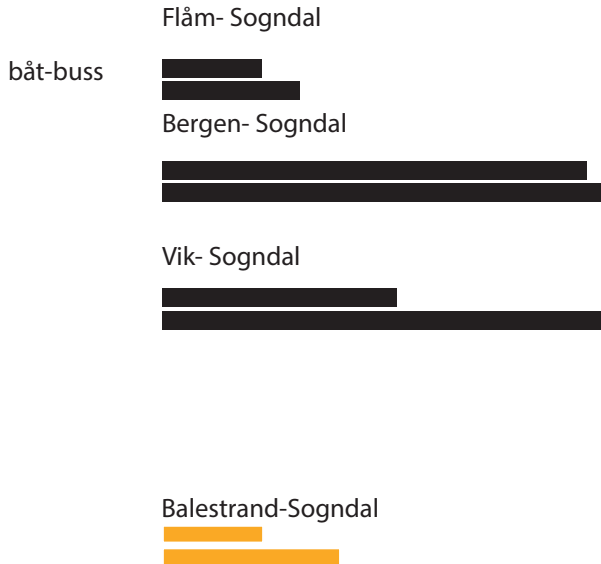 Flåm- Sogndal
båt-buss
Bergen- Sogndal
Vik- Sogndal
Balestrand-Sogndal